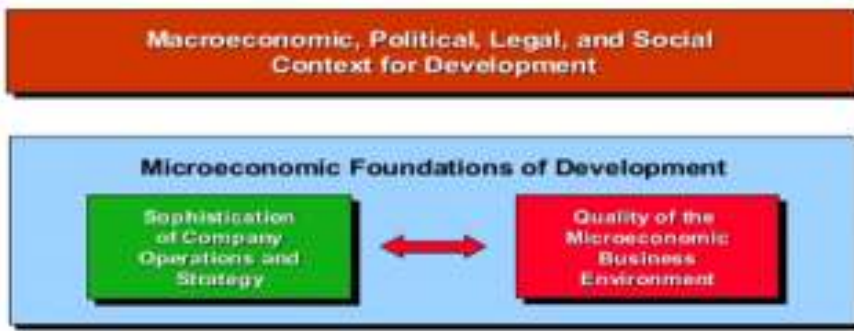 Macroeconomic, Political, Legal, and Social
Context for Development
Microeconomic Foundations of Development
Sophistication
of Company
Operations and
Strategy
Quality of the
Microeconomic
Business
Environment